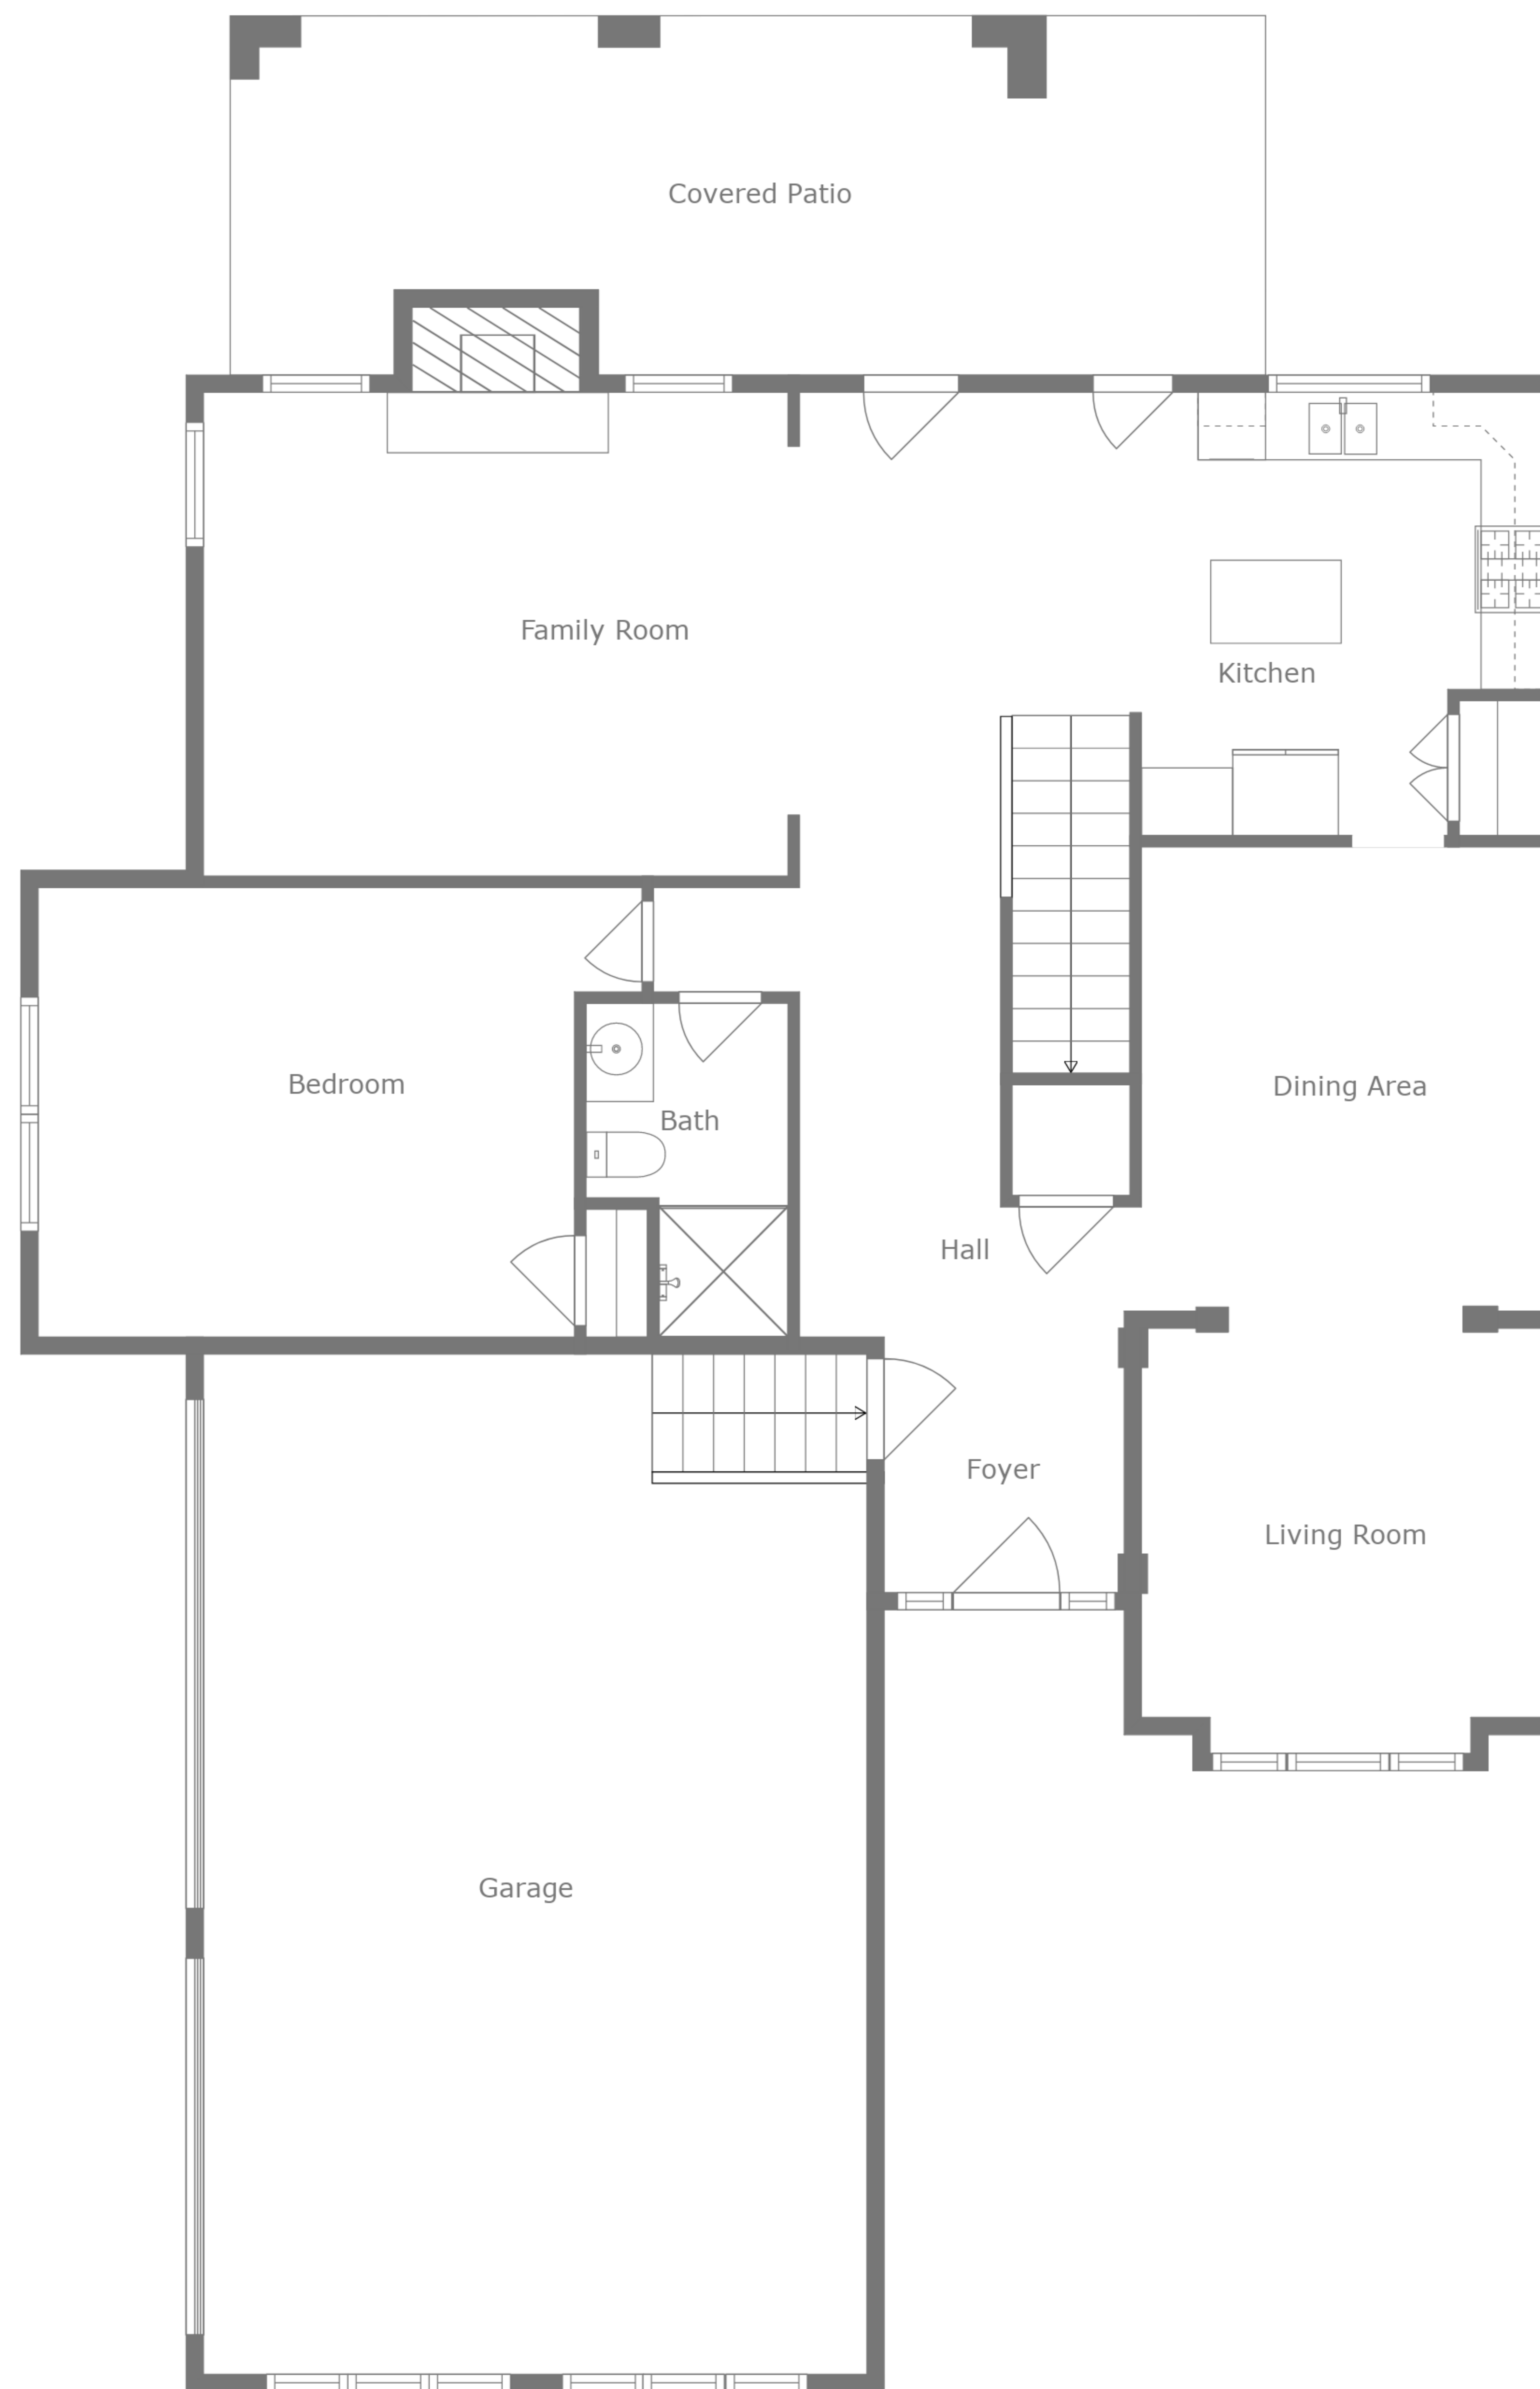 Covered Patio
Family Room
Kitchen
Bedroom
Dining Area
Bath
Hall
Foyer
Living Room
Garage